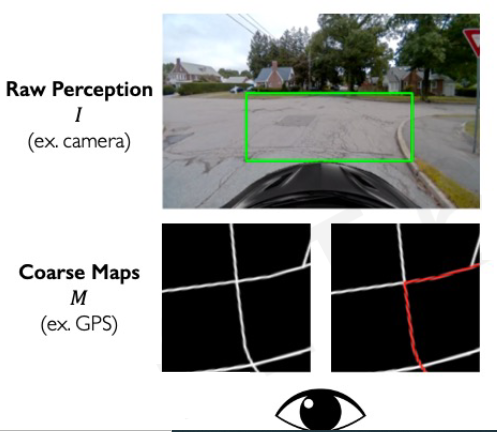 Raw Perception
I
(ex. camera)
Coarse Maps
M
(ex. GPS)